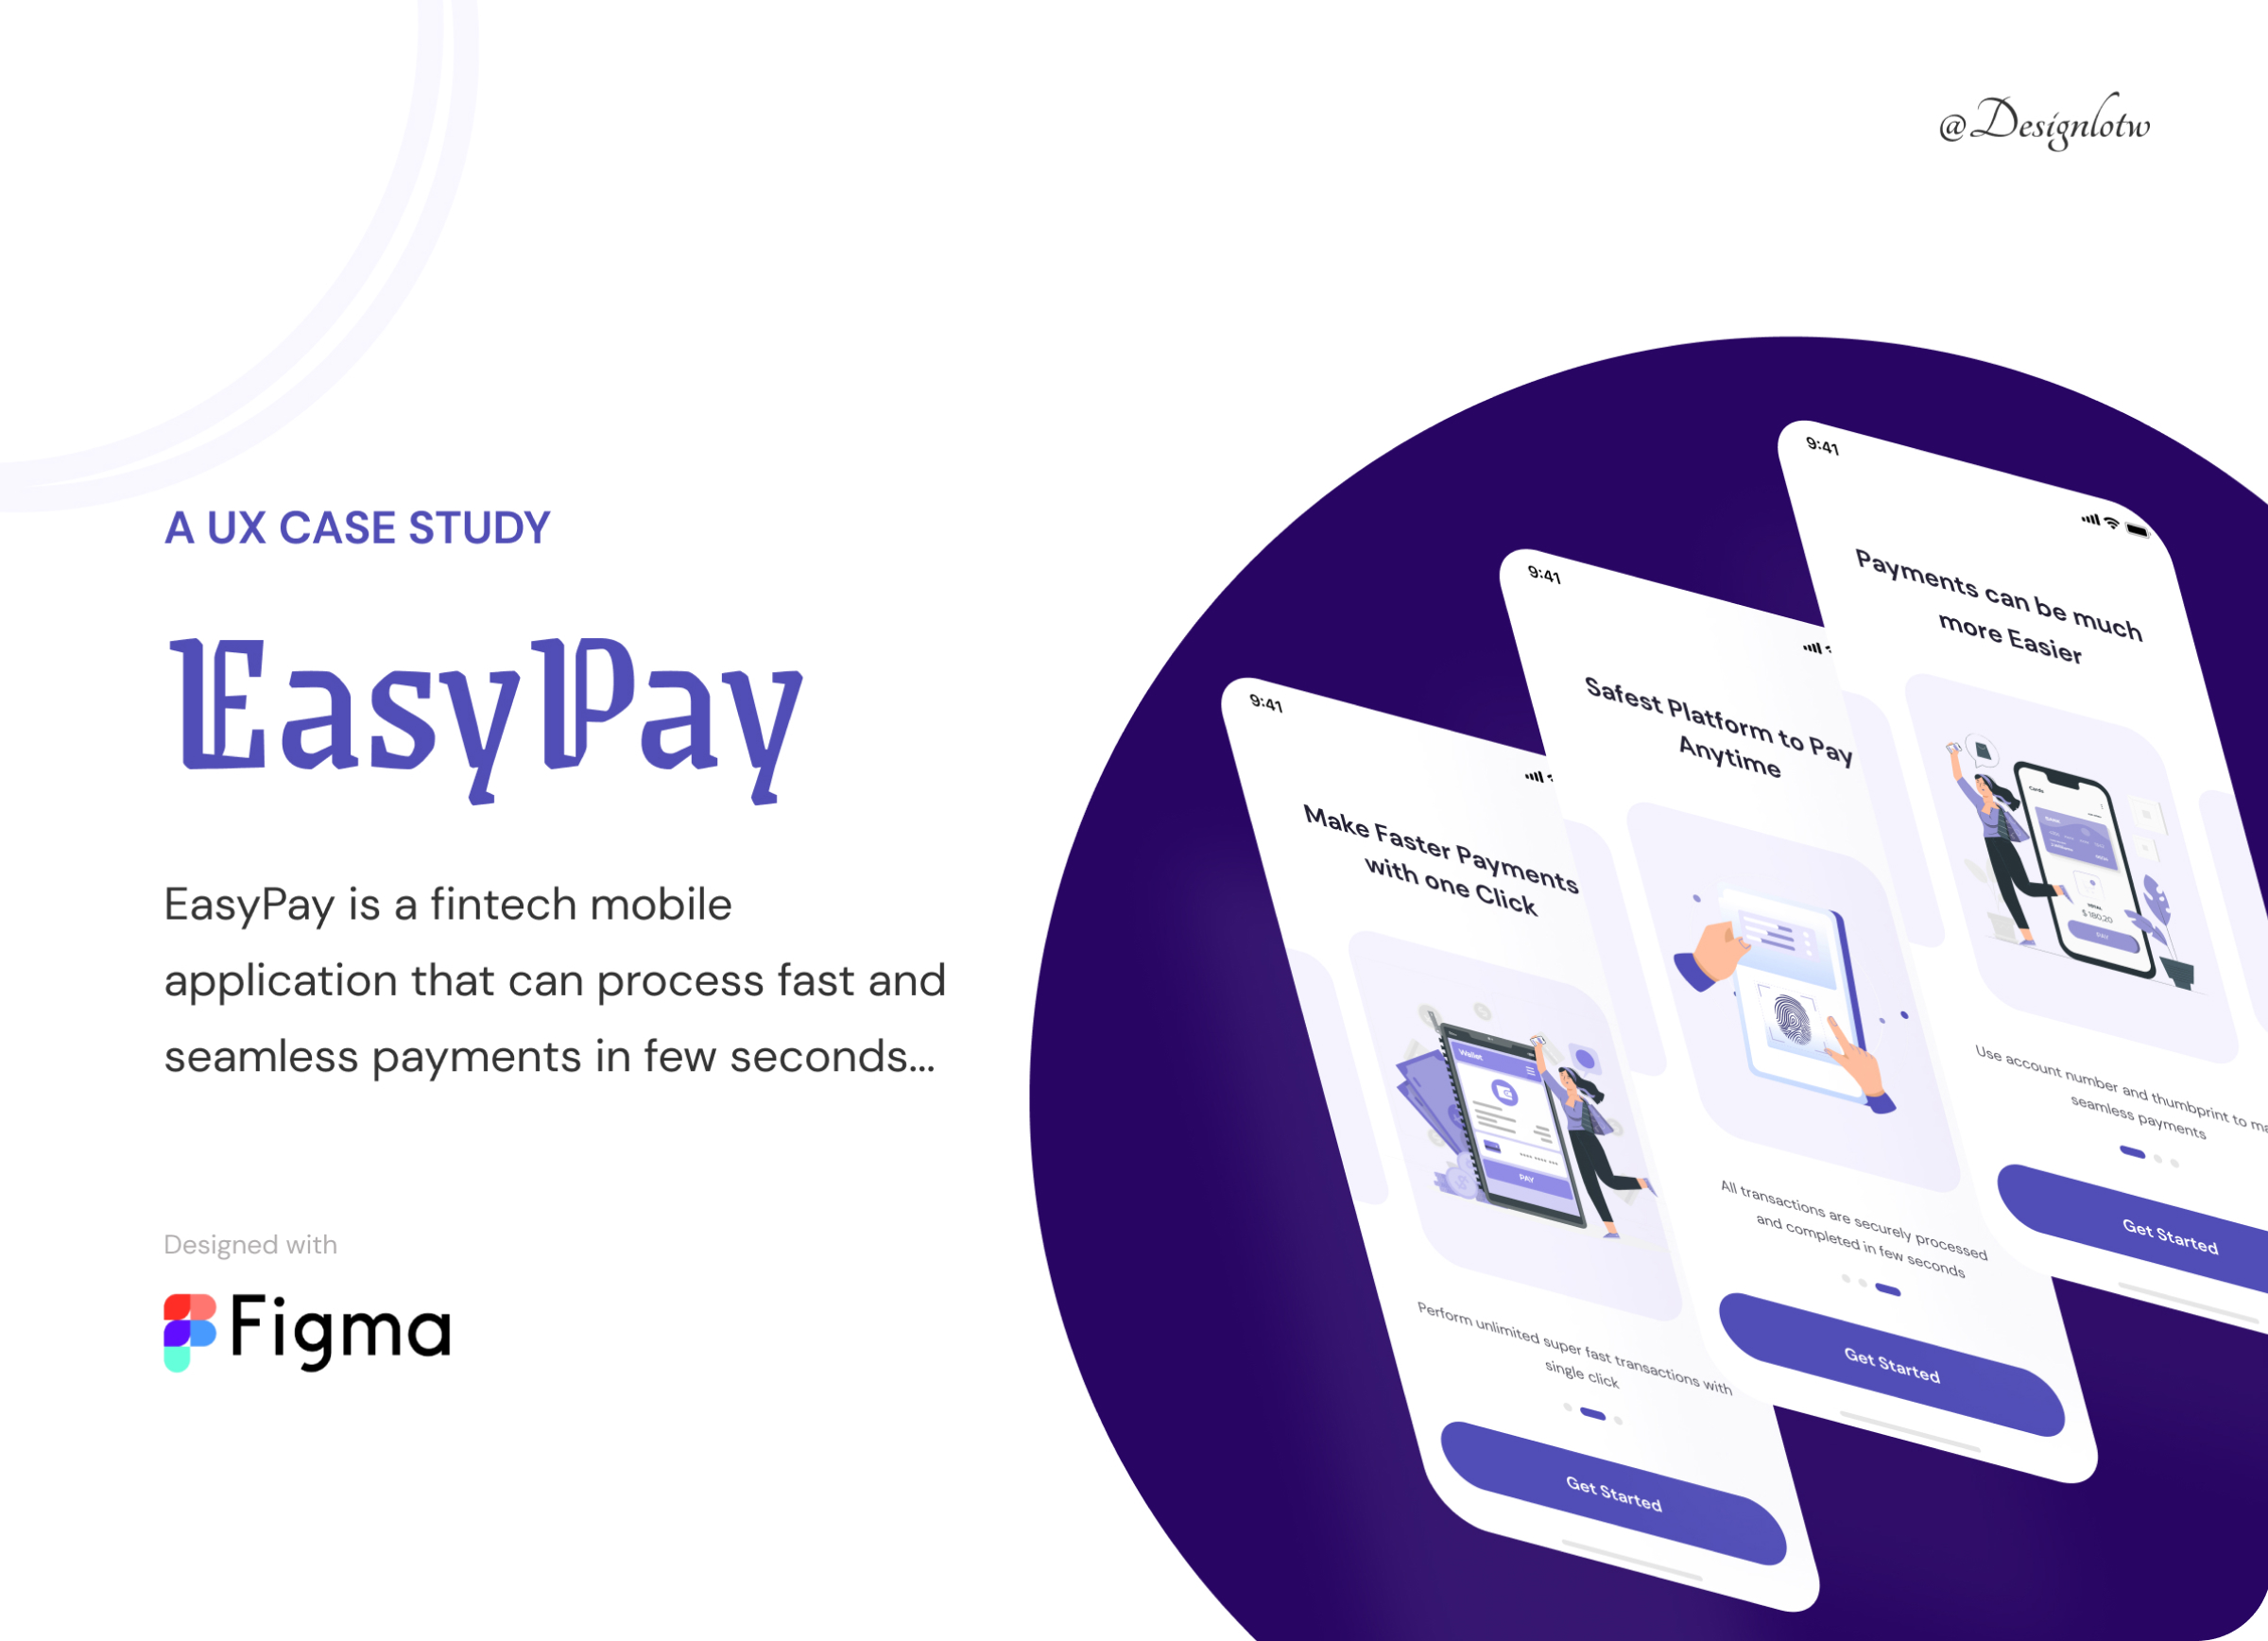 @Designlotw
A UX CASE STUDY
EasyPay
EasyPay is a fintech mobile
application that can process fast and
seamless payments in few seconds...
Designed with
Figma
9:41
Make Faster Payments
with one Click
Wallet
PAY
Perform unlimited super fast transactions with
single click
Get Started
9:41
Safest Platform to Pay
Anytime
All transactions are securely processed
and completed in few seconds
Get Started
9:41
Payments can be much
more Easier
Cards
$ 180,20
PAY
Use account number and thumbprint to
seamless payments
Get Started